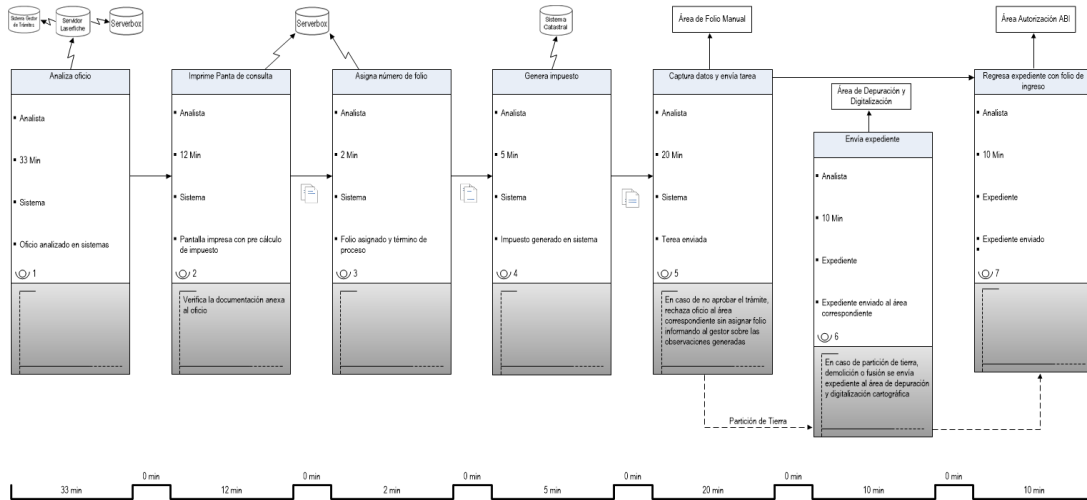 Sistema Gestor
de Trámites
Servidor
Laserfiche
Serverbox
Serverbox
Sistema
Catastral
Área de Folio Manual
Área Autorización ABI
Analiza oficio
▪ Analista
▪ 33 Min
▪ Sistema
▪ Oficio analizado en sistemas
1
Imprime Panta de consulta
▪ Analista
▪ 12 Min
▪ Sistema
▪ Pantalla impresa con pre cálculo
de impuesto
2
Verifica la documentación anexa
al oficio
Asigna número de folio
▪ Analista
▪ 2 Min
▪ Sistema
▪ Folio asignado y término de
proceso
3
Genera impuesto
▪ Analista
▪ 5 Min
▪ Sistema
▪ Impuesto generado en sistema
4
Captura datos y envía tarea
▪ Analista
▪ 20 Min
▪ Sistema
▪ Terea enviada
5
En caso de no aprobar el trámite,
rechaza oficio al área
correspondiente sin asignar folio
informando al gestor sobre las
observaciones generadas
Área de Depuración y
Digitalización
Envía expediente
▪ Analista
▪ 10 Min
▪ Expediente
▪ Expediente enviado al área
correspondiente
6
En caso de partición de tierra,
demolición o fusión se envía
expediente al área de depuración
y digitalización cartográfica
Regresa expediente con folio de
ingreso
▪ Analista
▪ 10 Min
▪ Expediente
▪ Expediente enviado
▪
7
Partición de Tierra
33 min
0 min
12 min
0 min
2 min
0 min
5 min
0 min
20 min
0 min
10 min
0 min
10 min